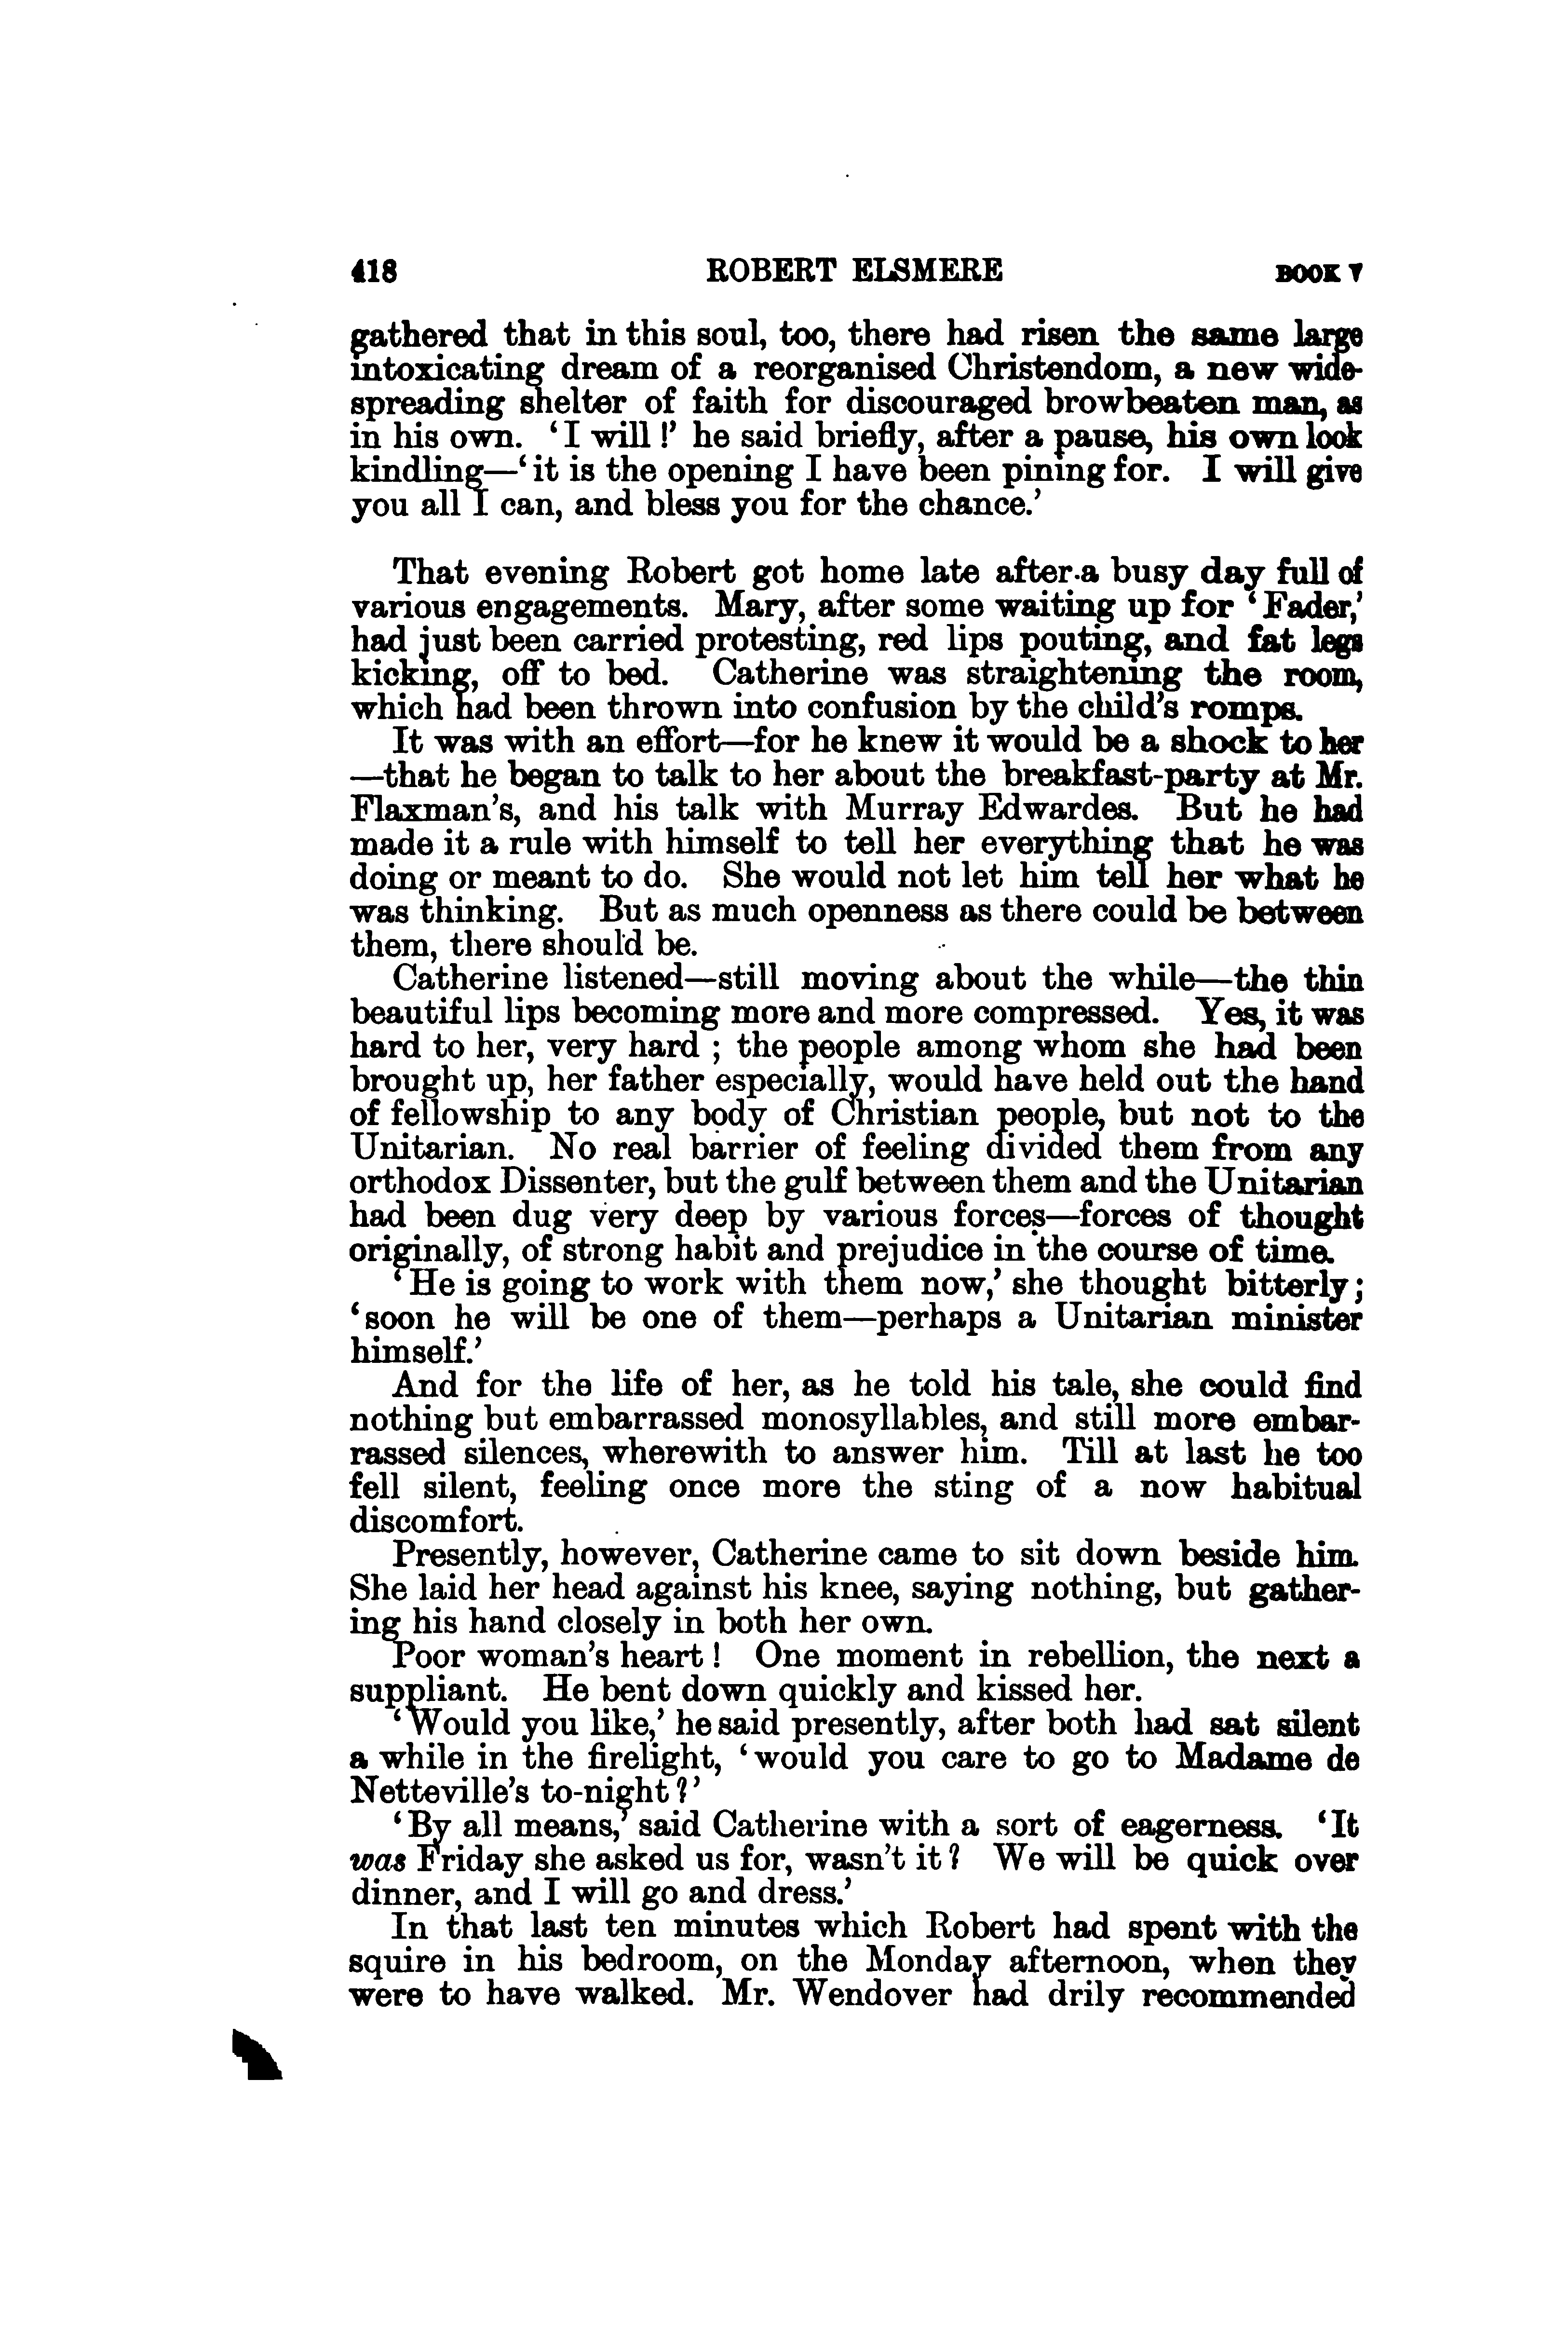 418 ROBERT ELSMERE BOOK V
gathered that in this soul, too, there had risen the same large
intoxicating dream of a reorganised Christendom, a new wide-
spreading shelter of faith for discouraged browbeaten man, as
in his own. ‘I will!’ he said briefly, after a pause, his own look
kindling—‘it is the opening I have been pining for. I will give
you all I can, and bless you for the chance.’
That evening Robert got home late after a busy day full of
various engagements. Mary, after some waiting up for ‘Fader,’
had just been carried protesting, red lips pouting, and fat legs
kicking, off to bed. Catherine was straightening the room,
which had been thrown into confusion by the child’s romps.
It was with an effort—for he knew it would be a shock to her
—that he began to talk to her about the breakfast-party at Mr.
Flaxman’s, and his talk with Murray Edwardes. But he had
made it a rule with himself to tell her everything that he was
doing or meant to do. She would not let him tell her what he
was thinking. But as much openness as there could be between
them, there should be.
Catherine listened—still moving about the while—the thin
beautiful lips becoming more and more compressed. Yes, it was
hard to her, very hard; the people among whom she had been
brought up, her father especially, would have held out the hand
of fellowship to any body of Christian people, but not to the
Unitarian. No real barrier of feeling divided them from any
orthodox Dissenter, but the gulf between them and the Unitarian
had been dug very deep by various forces—forces of thought
originally, of strong habit and prejudice in the course of time.
‘He is going to work with them now,’ she thought bitterly;
‘soon he will be one of them—perhaps a Unitarian minister
himself.’
And for the life of her, as he told his tale, she could find
nothing but embarrassed monosyllables, and still more embar-
rassed silences, wherewith to answer him. Till at last he too
fell silent, feeling once more the sting of a now habitual
discomfort.
Presently, however, Catherine came to sit down beside him.
She laid her head against his knee, saying nothing, but gather-
ing his hand closely in both her own.
Poor woman’s heart! One moment in rebellion, the next a
suppliant. He bent down quickly and kissed her.
‘Would you like,’ he said presently, after both had sat silent
a while in the firelight, ‘would you care to go to Madame de
Netteville’s to-night?’
‘By all means,’ said Catherine with a sort of eagerness. ‘It
was Friday she asked us for, wasn’t it? We will be quick over
dinner, and I will go and dress.’
In that last ten minutes which Robert had spent with the
squire in his bedroom, on the Monday afternoon, when they
were to have walked. Mr. Wendover had drily recommended